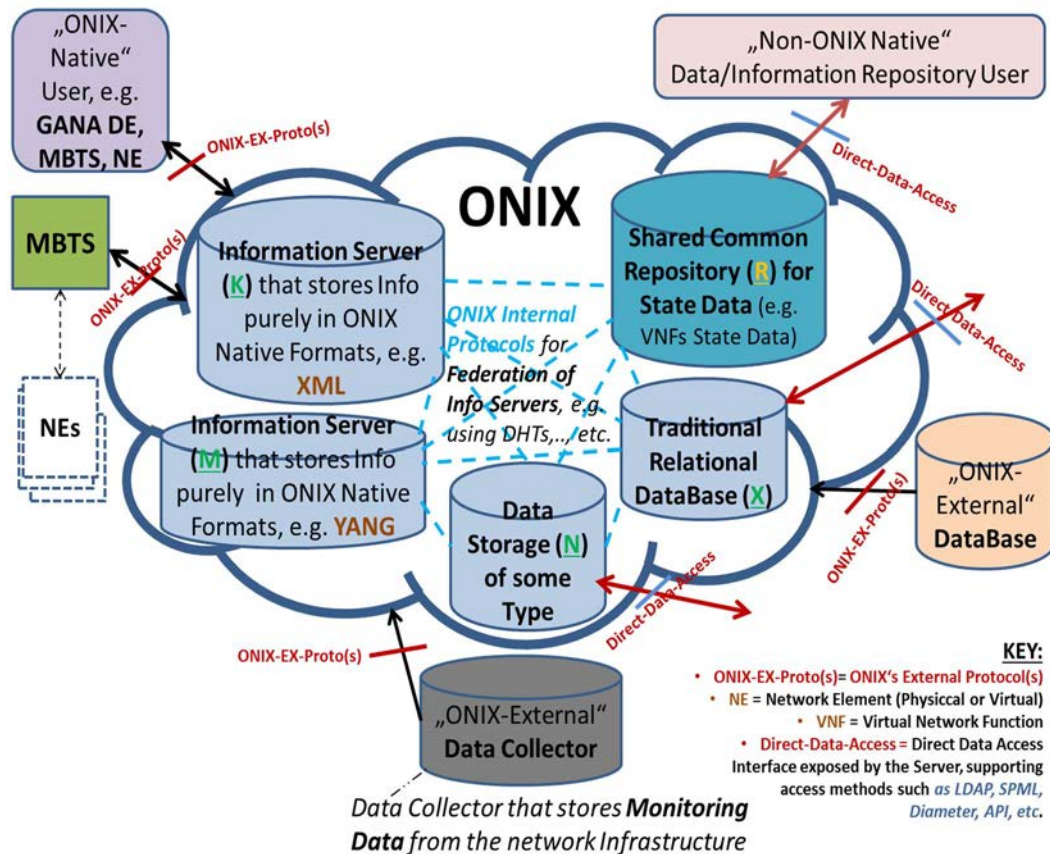 „ONIX-
Native“
User, e.g.
GANA DE,
MBTS, NE
„Non-ONIX Native“
Data/Information Repository User
ONIX-EX-Proto(s)
Direct-Data-Access
ONIX
MBTS
ONIX-EX-Proto(s)
NEs
Information Server
(K) that stores Info
purely in ONIX
Native Formats, e.g.
XML
Shared Common
Repository (R) for
State Data (e.g.
VNFs State Data)
Direct-Data-Access
ONIX Internal
Protocols for
Federation of
Info Servers, e.g.
using DHTs,.., etc.
Information Server
(M) that stores Info
purely in ONIX Native
Formats, e.g. YANG
Traditional
Relational
DataBase (X)
Data
Storage (N)
of some
Type
„ONIX-
External“
DataBase
ONIX-EX-Proto(s)
Direct-Data-Access
ONIX-EX-Proto(s)
„ONIX-External“
Data Collector
Data Collector that stores Monitoring
Data from the network Infrastructure
KEY:
• ONIX-EX-Proto(s)= ONIX‘s External Protocol(s)
• NE = Network Element (Physiccal or Virtual)
• VNF = Virtual Network Function
• Direct-Data-Access = Direct Data Access
Interface exposed by the Server, supporting
access methods such as LDAP, SPML,
Diameter, API, etc.